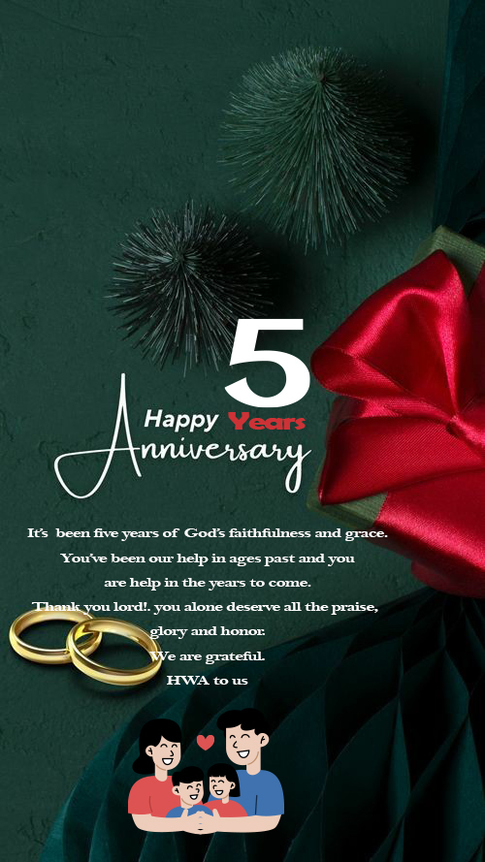 5
Happy Years
Anniversary
It's been five years of God's faithfulness and grace.
You've been our help in ages past and you
are help in the years to come.
Thank you lord!. you alone deserve all the praise,
glory and honor.
We are grateful.
HWA to us